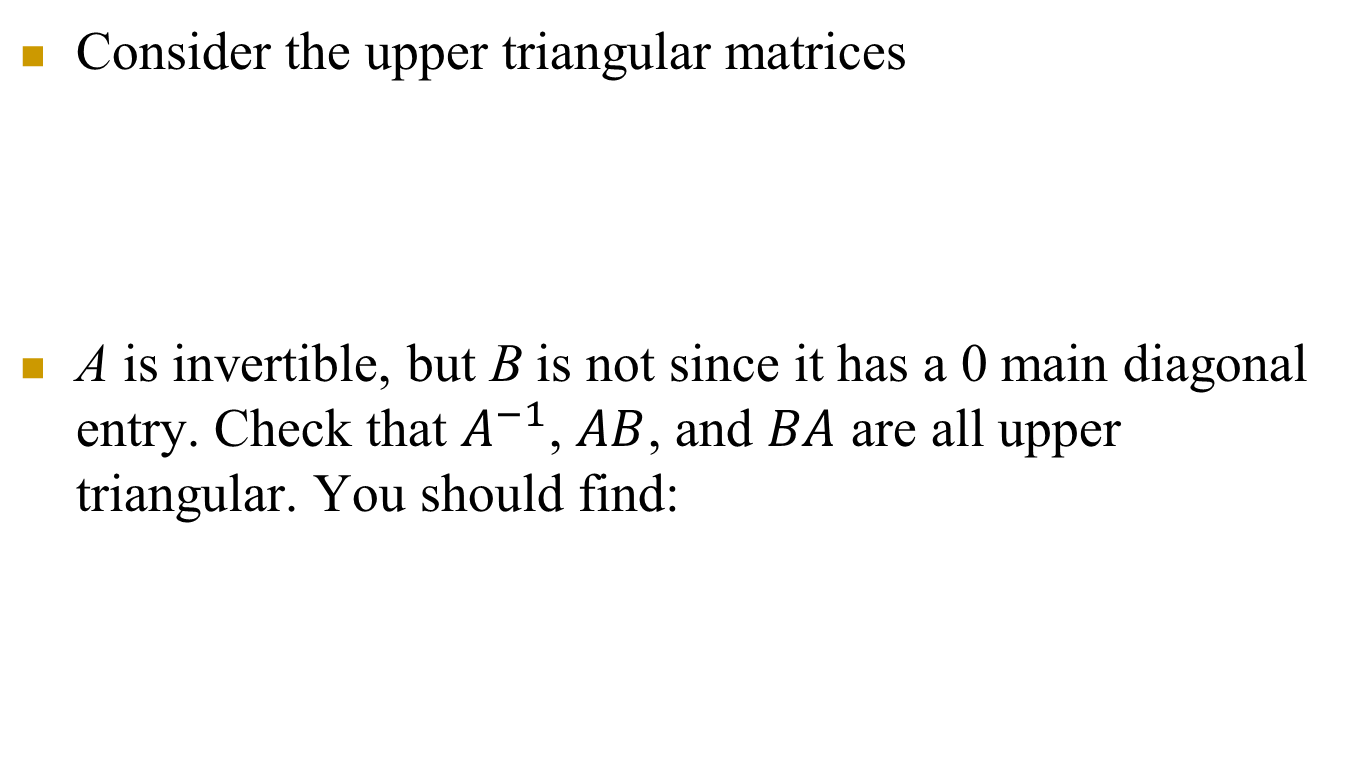 ■ Consider the upper triangular matrices
■ A is invertible, but B is not since it has a 0 main diagonal
entry. Check that A⁻¹, AB, and BA are all upper
triangular. You should find: